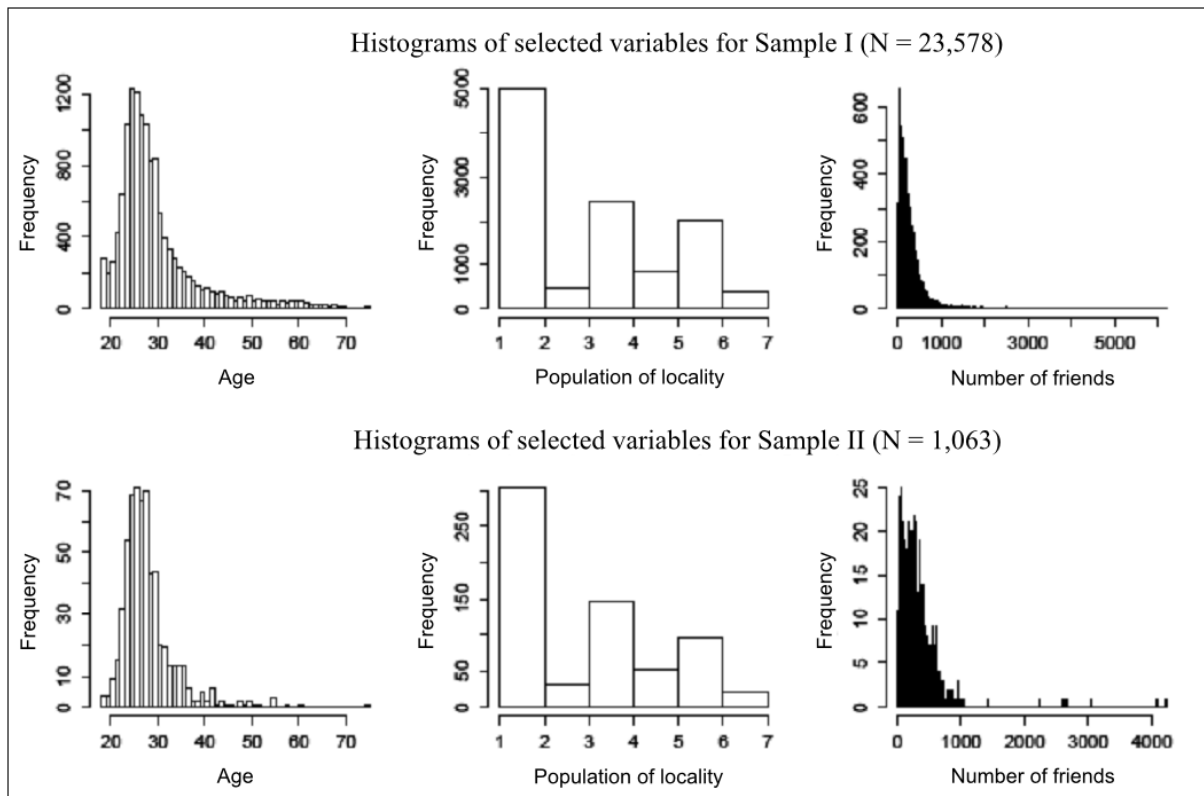 Histograms of selected variables for Sample I (N = 23,578)
Frequency
0 400 800 1200
20 30 40 50 60 70
Age
Frequency
0 1000 3000 5000
1 2 3 4 5 6 7
Population of locality
Frequency
0 200 400 600
0 1000 3000 5000
Number of friends
Histograms of selected variables for Sample II (N = 1,063)
Frequency
0 10 30 50 70
20 30 40 50 60 70
Age
Frequency
0 50 150 250
1 2 3 4 5 6 7
Population of locality
Frequency
0 5 10 15 20 25
0 1000 2000 3000 4000
Number of friends